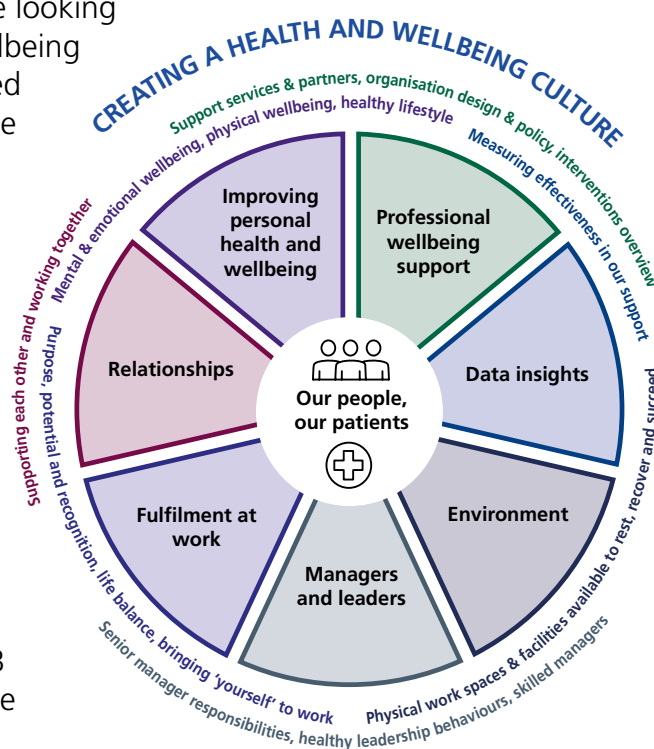 e looking
lbeing
ed
e
CREATING A HEALTH AND WELLBEING CULTURE
Support services & partners, organisation design & policy, interventions overview
Mental & emotional wellbeing, physical wellbeing, healthy lifestyle
Measuring effectiveness in our support
Improving
personal
health and
wellbeing
Professional
wellbeing
support
Supporting each other and working together
Relationships
Data insights
Our people,
our patients
Purpose, potential and recognition, life balance, bringing ‘yourself’ to work
Fulfilment at
work
Environment
Physical work spaces & facilities available to rest, recover and succeed
Managers
and leaders
Senior manager responsibilities, healthy leadership behaviours, skilled managers
3
e